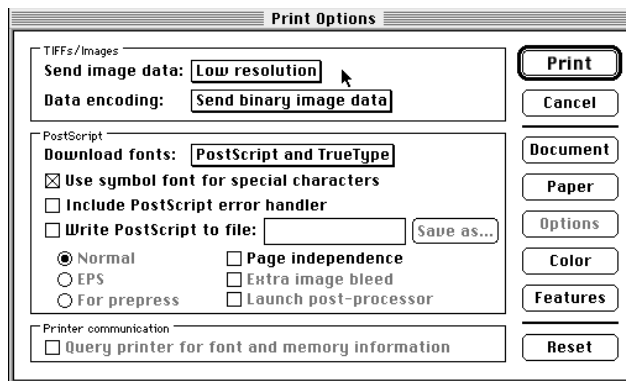 Print Options
TIFFs/Images
Send image data: Low resolution
Data encoding: Send binary image data
PostScript
Download fonts: PostScript and TrueType
Use symbol font for special characters
Include PostScript error handler
Write PostScript to file: Save as...
Normal Page independence
EPS Extra image bleed
For prepress Launch post-processor
Printer communication
Query printer for font and memory information
Print
Cancel
Document
Paper
Options
Color
Features
Reset